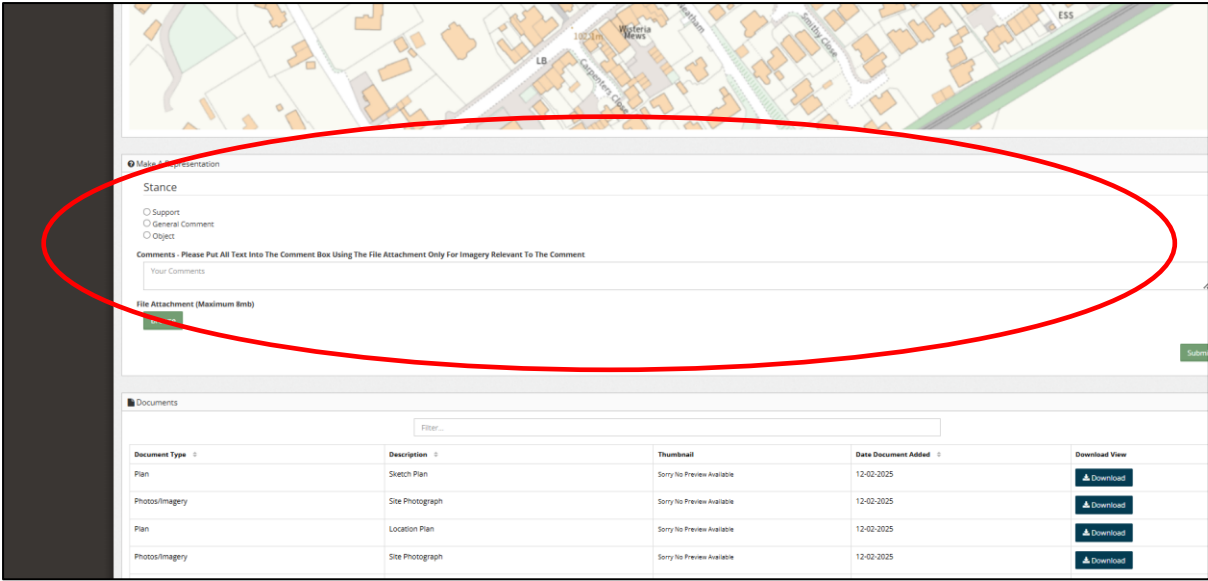 ESS
Wisteria
Mews
102.1m
LB
Carpenters Close
Smithy Close
Make A Representation
Stance
Support
General Comment
Object
Comments - Please Put All Text Into The Comment Box Using The File Attachment Only For Imagery Relevant To The Comment
Your Comments
File Attachment (Maximum 8mb)
Documents
Filter...
Document Type Description Thumbnail Date Document Added Download View
Plan Sketch Plan Sorry No Preview Available 12-02-2025 Download
Photos/Imagery Site Photograph Sorry No Preview Available 12-02-2025 Download
Plan Location Plan Sorry No Preview Available 12-02-2025 Download
Photos/Imagery Site Photograph Sorry No Preview Available 12-02-2025 Download